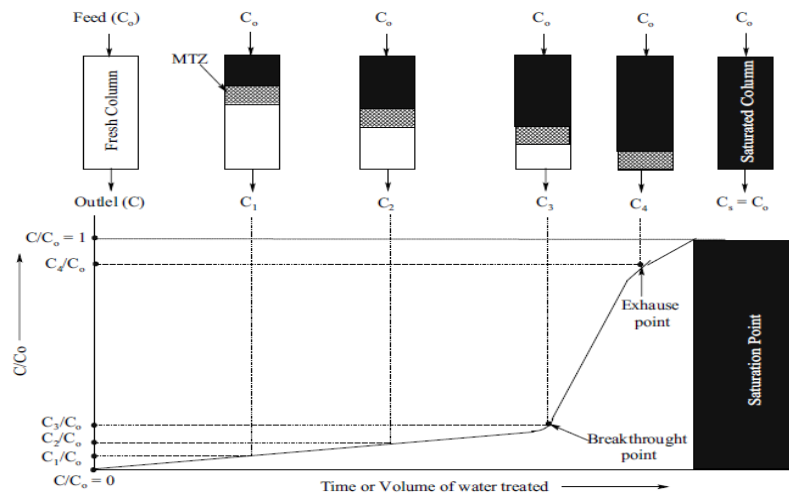 Feed (Co)
Co
Co
Co
Co
Co
MTZ
Fresh Column
Saturated Column
Outlel (C)
C1
C2
C3
C4
Cs = Co
C/Co = 1
C4/Co
Exhause
point
C/Co
Saturation Point
C3/Co
C2/Co
C1/Co
Breakthrought
point
C/Co = 0
Time or Volume of water treated